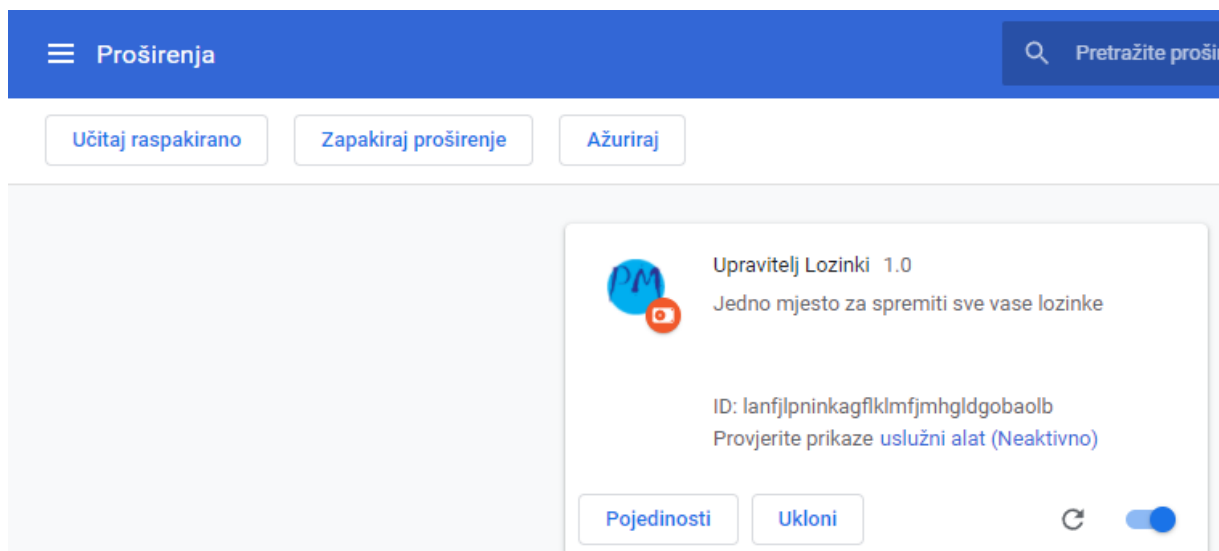 Proširenja
Pretražite
Učitaj raspakirano
Zapakiraj proširenje
Ažuriraj
PM
Upravitelj Lozinki 1.0
Jedno mjesto za spremiti sve vase lozinke
ID: lanfjlpninkagflklmfjmhgldgobaolb
Provjerite prikaze uslužni alat (Neaktivno)
Pojedinosti
Ukloni